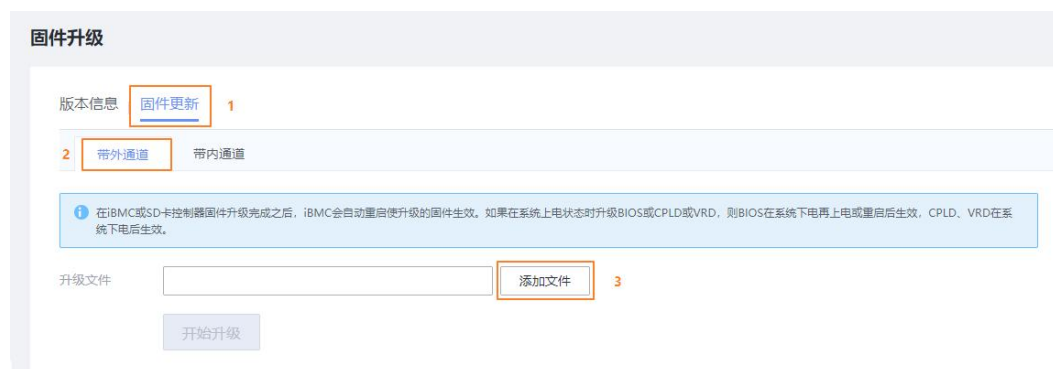 固件升级
版本信息 固件更新 1
2 带外通道 带内通道
在iBMC或SD卡控制器固件升级完成之后，iBMC会自动重启使升级的固件生效。如果在系统上电状态时升级BIOS或CPLD或VRD，则BIOS在系统下电再上电或重启后生效，CPLD、VRD在系
统下电后生效。
升级文件 添加文件 3
开始升级